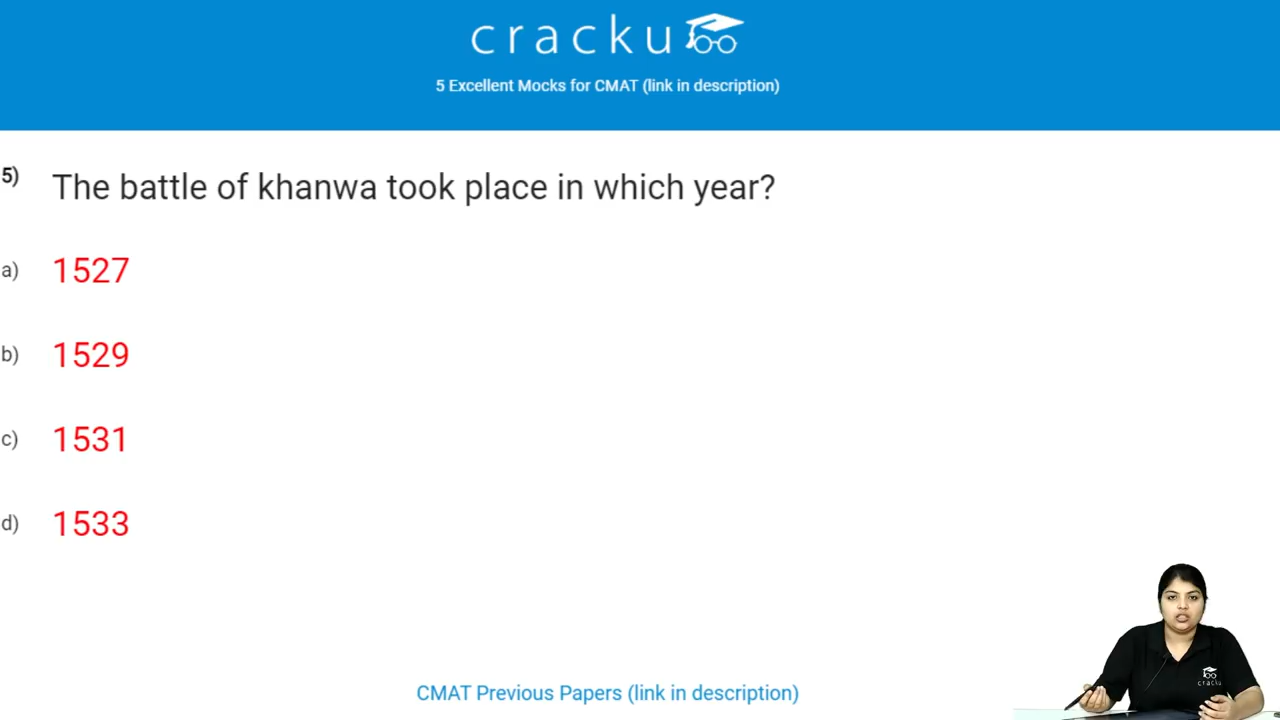 cracku
5 Excellent Mocks for CMAT (link in description)
5) The battle of khanwa took place in which year?
a) 1527
b) 1529
c) 1531
d) 1533
cracku
CMAT Previous Papers (link in description)